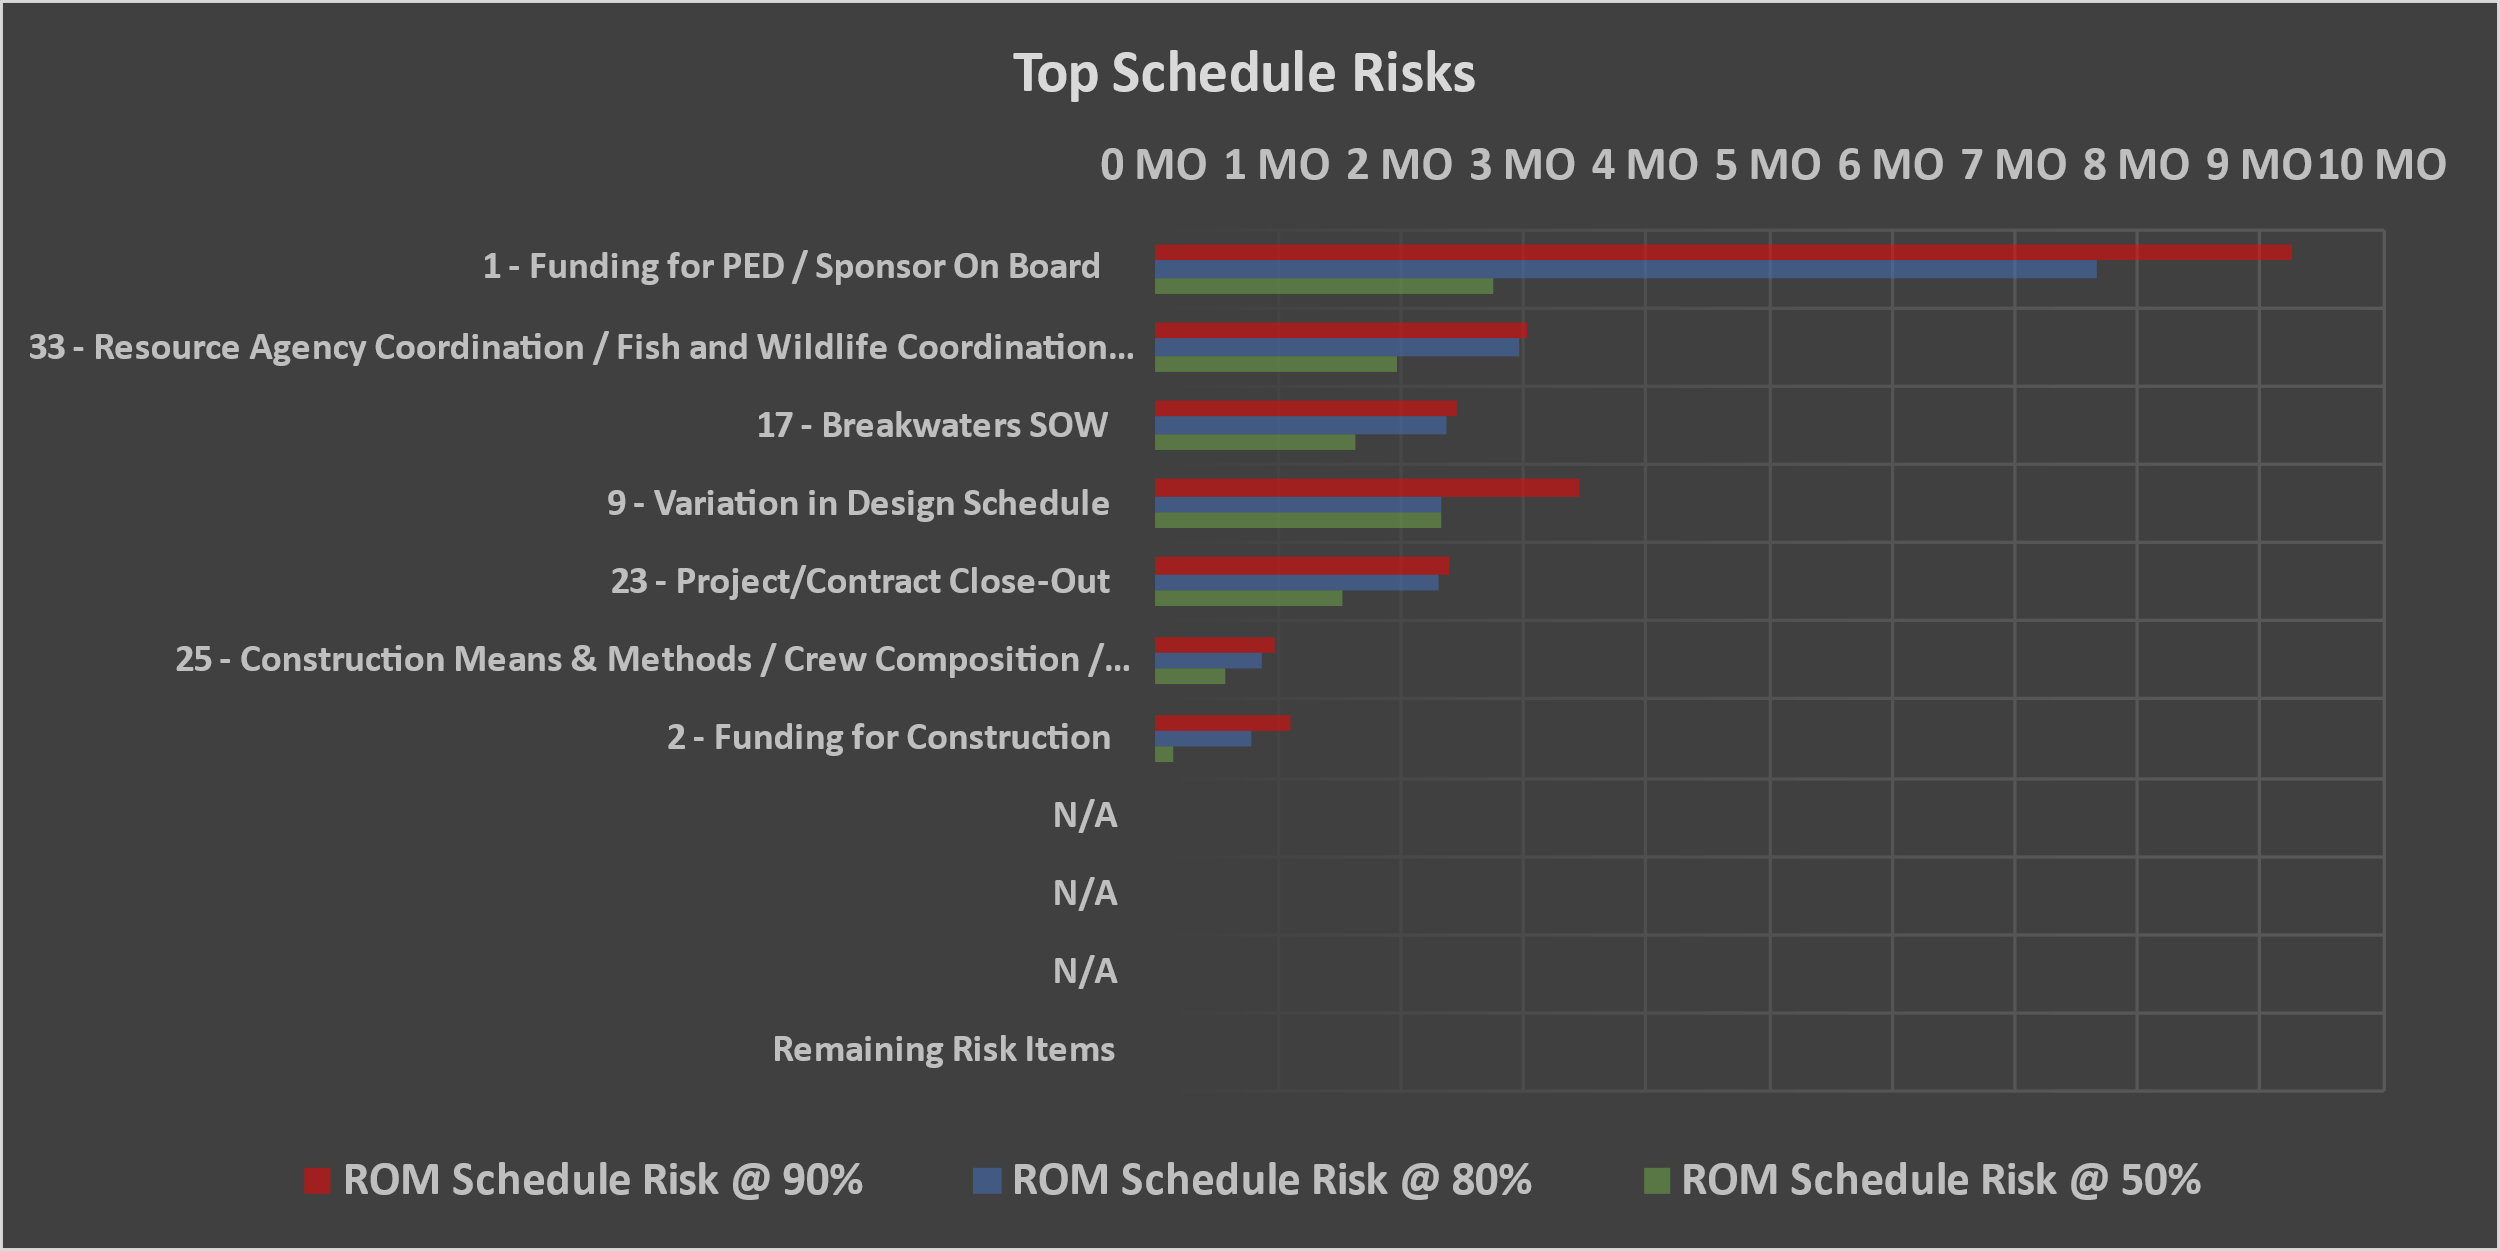 Top Schedule Risks
0 MO 1 MO 2 MO 3 MO 4 MO 5 MO 6 MO 7 MO 8 MO 9 MO 10 MO
1 - Funding for PED / Sponsor On Board
33 - Resource Agency Coordination / Fish and Wildlife Coordination...
17 - Breakwaters SOW
9 - Variation in Design Schedule
23 - Project/Contract Close-Out
25 - Construction Means & Methods / Crew Composition /...
2 - Funding for Construction
N/A
N/A
N/A
Remaining Risk Items
ROM Schedule Risk @ 90% ROM Schedule Risk @ 80% ROM Schedule Risk @ 50%